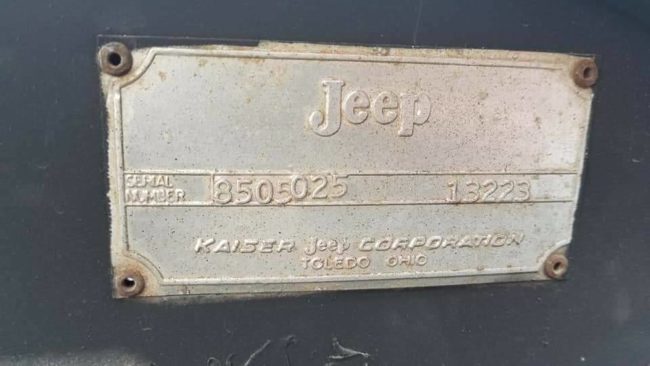 Jeep
SERIAL
NUMBER
8505025 13223
KAISER Jeep CORPORATION
TOLEDO OHIO